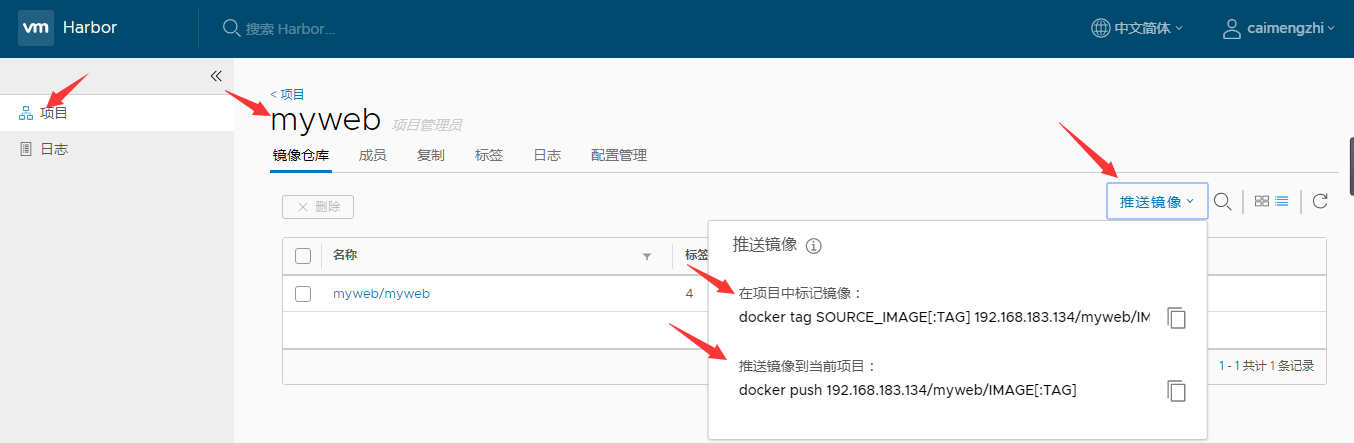 vm Harbor 搜索 Harbor... 中文简体 caimengzhi
项目
日志
< 项目
myweb 项目管理员
镜像仓库 成员 复制 标签 日志 配置管理
删除 推送镜像
推送镜像
名称 标签
在项目中标记镜像：
myweb/myweb 4
docker tag SOURCE_IMAGE[:TAG] 192.168.183.134/myweb/IM
推送镜像到当前项目：
1 - 1 共计 1 条记录
docker push 192.168.183.134/myweb/IMAGE[:TAG]